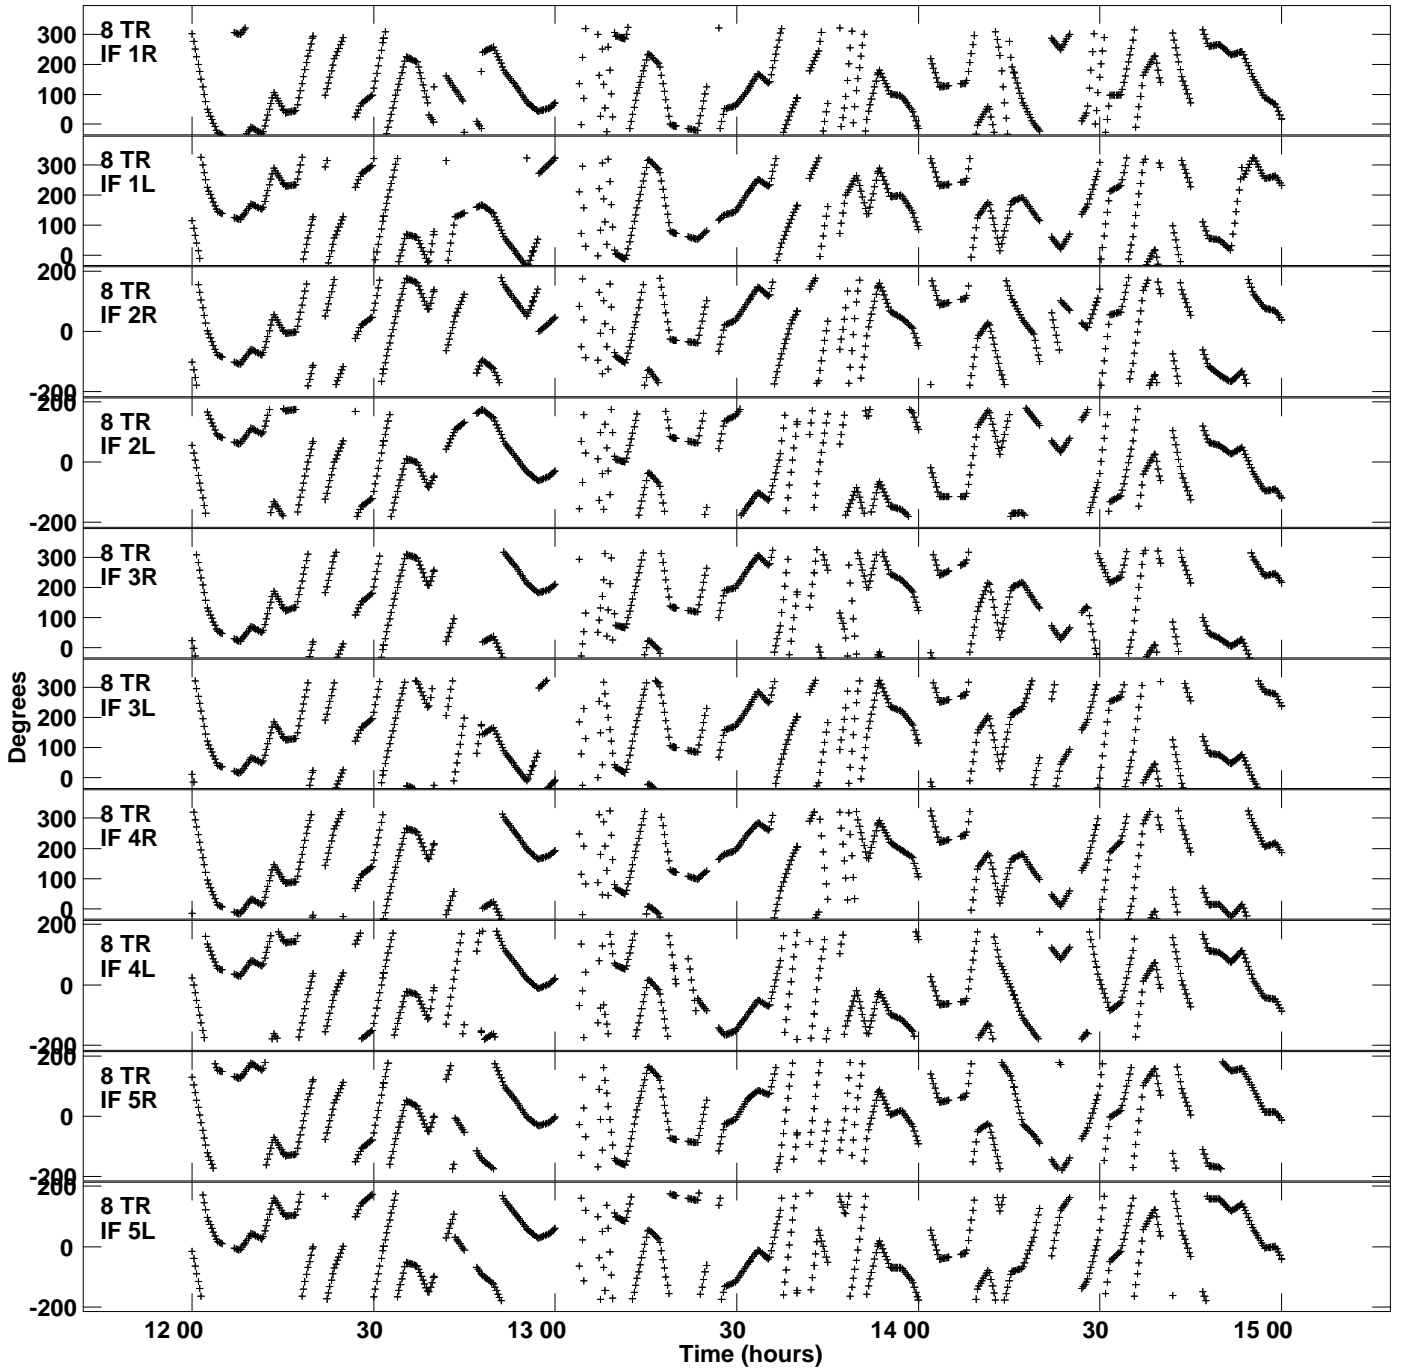 8 TR
IF 1R
300
200
100
0
8 TR
IF 1L
300
200
100
0
8 TR
IF 2R
200
0
-200
8 TR
IF 2L
200
0
-200
8 TR
IF 3R
300
200
100
0
8 TR
IF 3L
300
200
100
0
8 TR
IF 4R
300
200
100
0
8 TR
IF 4L
200
0
-200
8 TR
IF 5R
200
0
-200
8 TR
IF 5L
200
0
-200
Degrees
12 00 30 13 00 30 14 00 30 15 00
Time (hours)